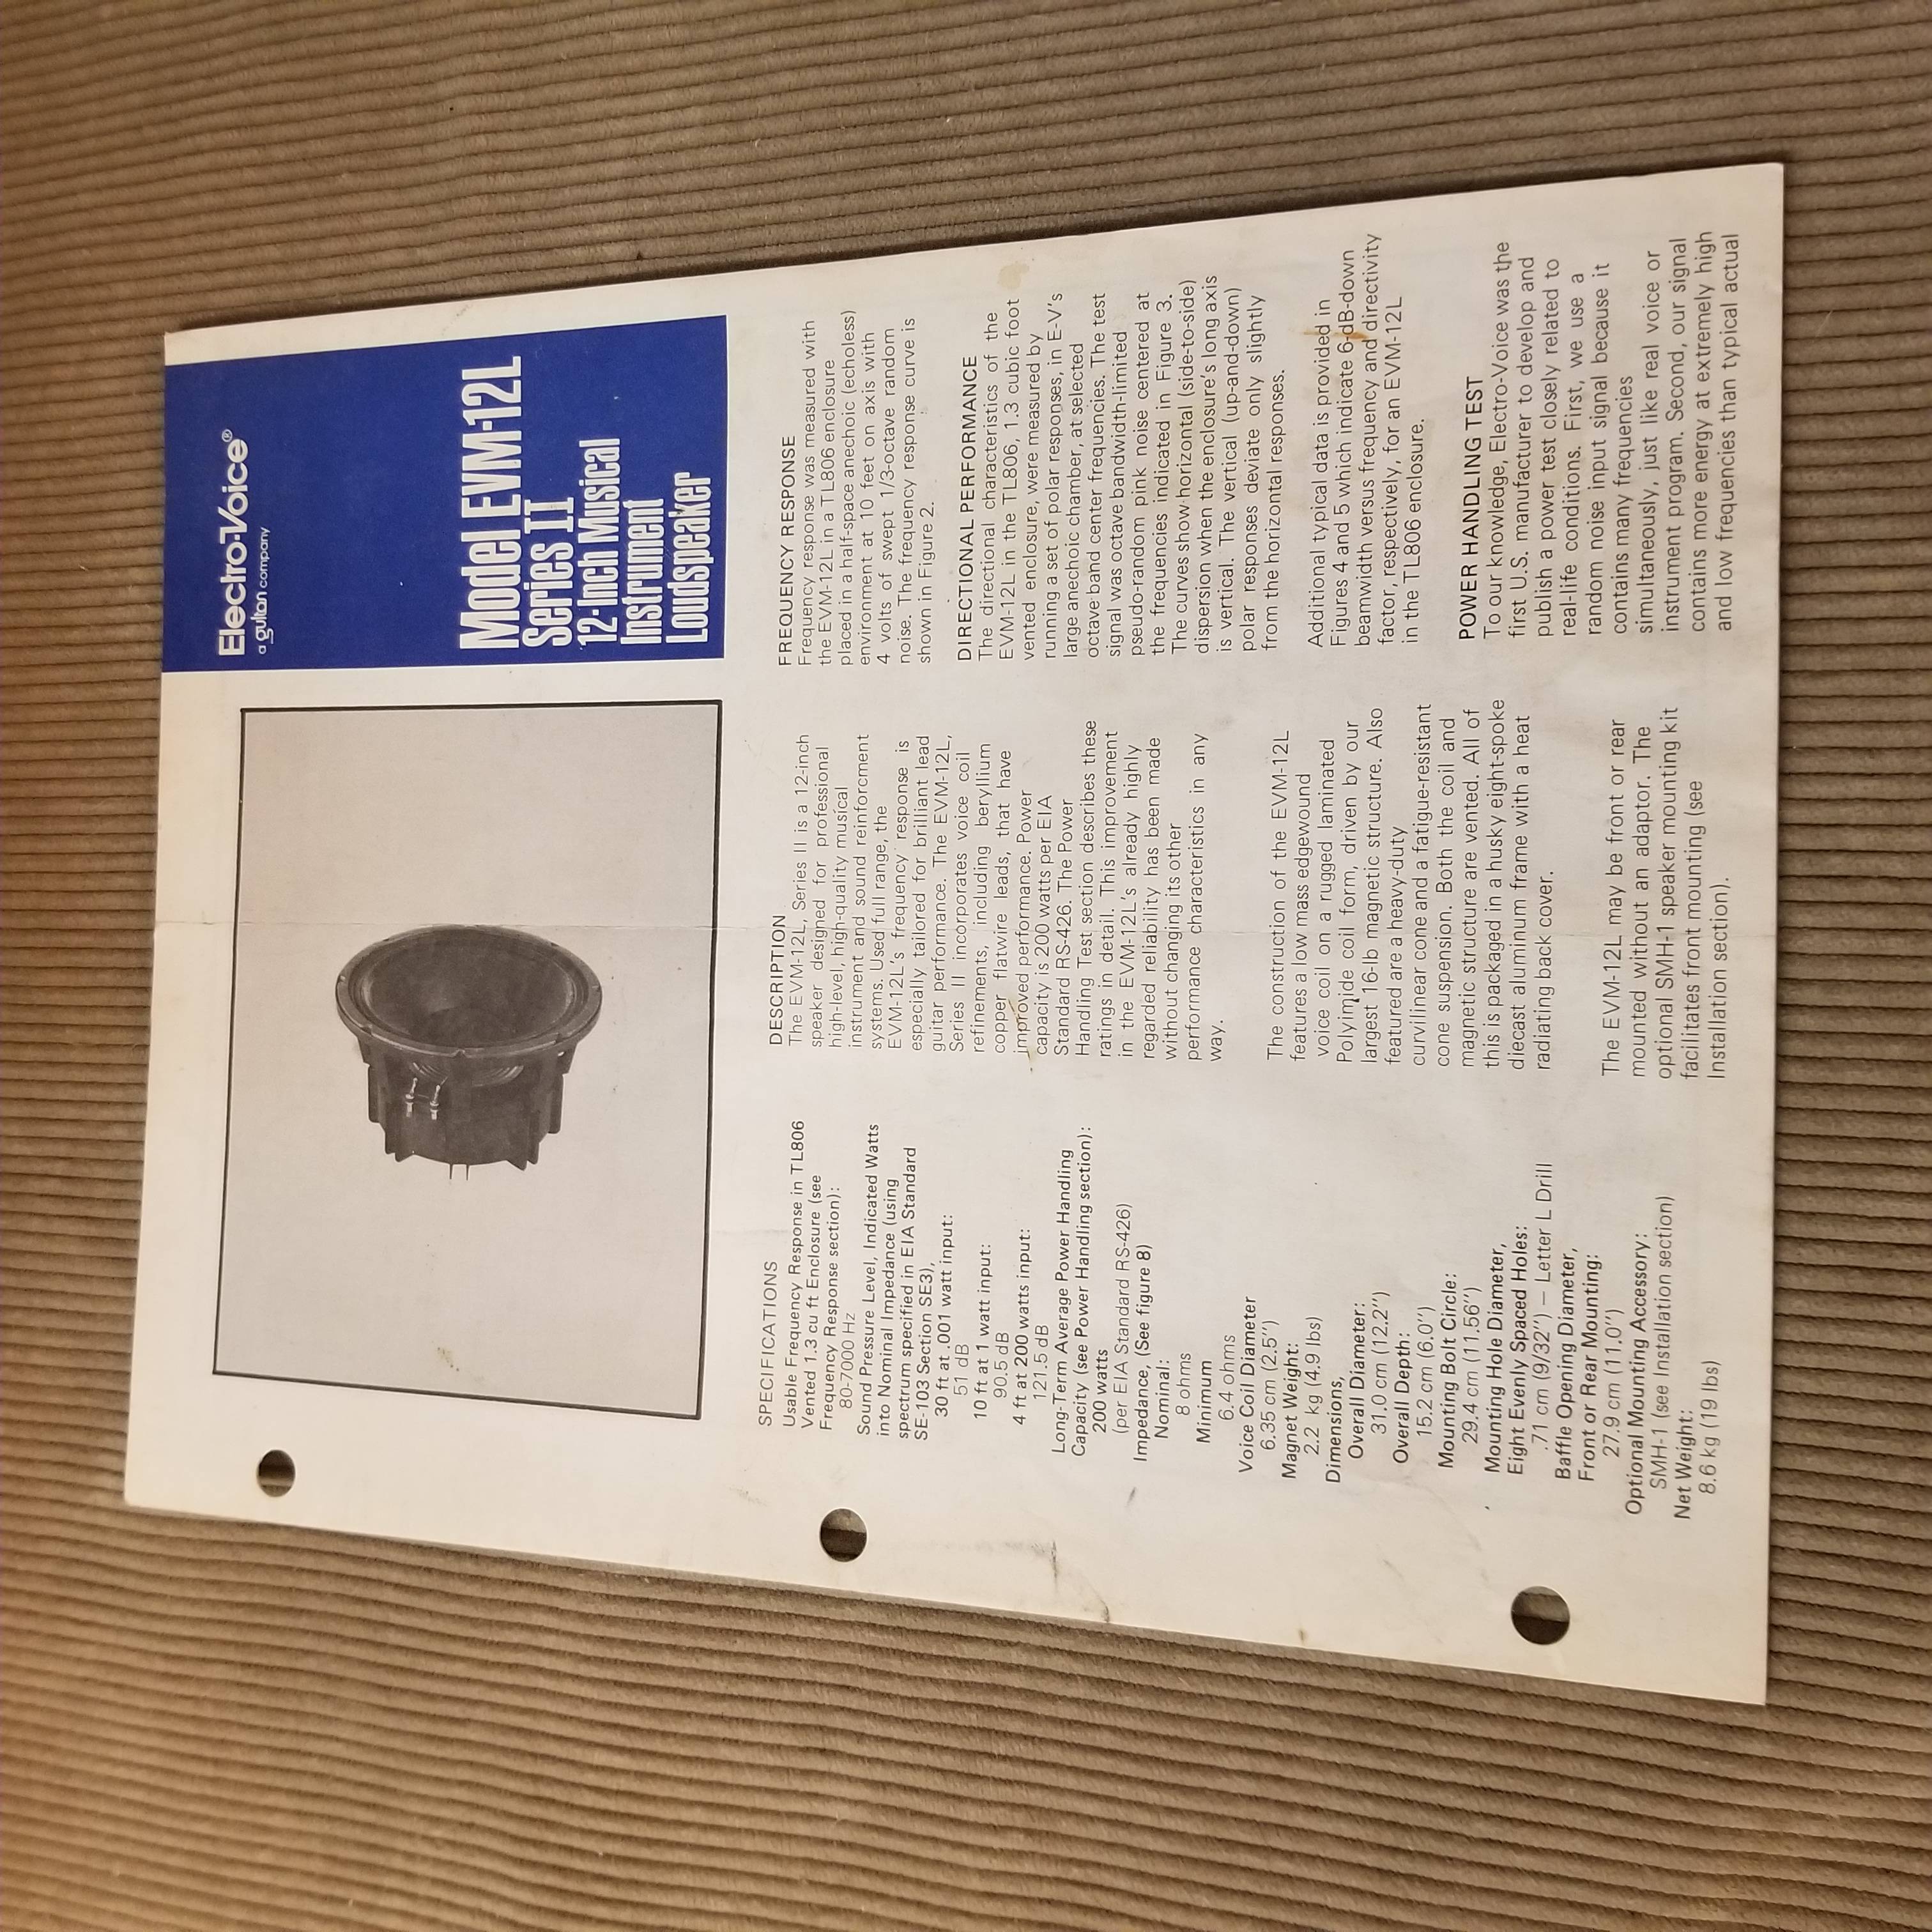 Electro-Voice®
a gulton company
Model EVM-12L
Series II
12-Inch Musical
Instrument
Loudspeaker
SPECIFICATIONS
Usable Frequency Response in TL806
Vented 1.3 cu ft Enclosure (see
Frequency Response section):
80-7000 Hz
Sound Pressure Level, Indicated Watts
into Nominal Impedance (using
spectrum specified in EIA Standard
SE-103 Section SE3),
30 ft at .001 watt input:
51 dB
10 ft at 1 watt input:
90.5 dB
4 ft at 200 watts input:
121.5 dB
Long-Term Average Power Handling
Capacity (see Power Handling section):
200 watts
(per EIA Standard RS-426)
Impedance, (See figure 8)
Nominal:
8 ohms
Minimum
6.4 ohms
Voice Coil Diameter
6.35 cm (2.5'')
Magnet Weight:
2.2 kg (4.9 lbs)
Dimensions,
Overall Diameter:
31.0 cm (12.2'')
Overall Depth:
15.2 cm (6.0'')
Mounting Bolt Circle:
29.4 cm (11.56'')
Mounting Hole Diameter,
Eight Evenly Spaced Holes:
.71 cm (9/32'') — Letter L Drill
Baffle Opening Diameter,
Front or Rear Mounting:
27.9 cm (11.0'')
Optional Mounting Accessory:
SMH-1 (see Installation section)
Net Weight:
8.6 kg (19 lbs)
DESCRIPTION
The EVM-12L, Series II is a 12-inch
speaker designed for professional
high-level, high-quality musical
instrument and sound reinforcment
systems. Used full range, the
EVM-12L's frequency response is
especially tailored for brilliant lead
guitar performance. The EVM-12L,
Series II incorporates voice coil
refinements, including beryllium
copper flatwire leads, that have
improved performance. Power
capacity is 200 watts per EIA
Standard RS-426. The Power
Handling Test section describes these
ratings in detail. This improvement
in the EVM-12L's already highly
regarded reliability has been made
without changing its other
performance characteristics in any
way.
The construction of the EVM-12L
features a low mass edgewound
voice coil on a rugged laminated
Polyimide coil form, driven by our
largest 16-lb magnetic structure. Also
featured are a heavy-duty
curvilinear cone and a fatigue-resistant
cone suspension. Both the coil and
magnetic structure are vented. All of
this is packaged in a husky eight-spoke
diecast aluminum frame with a heat
radiating back cover.
The EVM-12L may be front or rear
mounted without an adaptor. The
optional SMH-1 speaker mounting kit
facilitates front mounting (see
Installation section).
FREQUENCY RESPONSE
Frequency response was measured with
the EVM-12L in a TL806 enclosure
placed in a half-space anechoic (echoless)
environment at 10 feet on axis with
4 volts of swept 1/3-octave random
noise. The frequency response curve is
shown in Figure 2.
DIRECTIONAL PERFORMANCE
The directional characteristics of the
EVM-12L in the TL806, 1.3 cubic foot
vented enclosure, were measured by
running a set of polar responses, in E-V's
large anechoic chamber, at selected
octave band center frequencies. The test
signal was octave bandwidth-limited
pseudo-random pink noise centered at
the frequencies indicated in Figure 3.
The curves show horizontal (side-to-side)
dispersion when the enclosure's long axis
is vertical. The vertical (up-and-down)
polar responses deviate only slightly
from the horizontal responses.
Additional typical data is provided in
Figures 4 and 5 which indicate 6-dB-down
beamwidth versus frequency and directivity
factor, respectively, for an EVM-12L
in the TL806 enclosure.
POWER HANDLING TEST
To our knowledge, Electro-Voice was the
first U.S. manufacturer to develop and
publish a power test closely related to
real-life conditions. First, we use a
random noise input signal because it
contains many frequencies
simultaneously, just like real voice or
instrument program. Second, our signal
contains more energy at extremely high
and low frequencies than typical actual